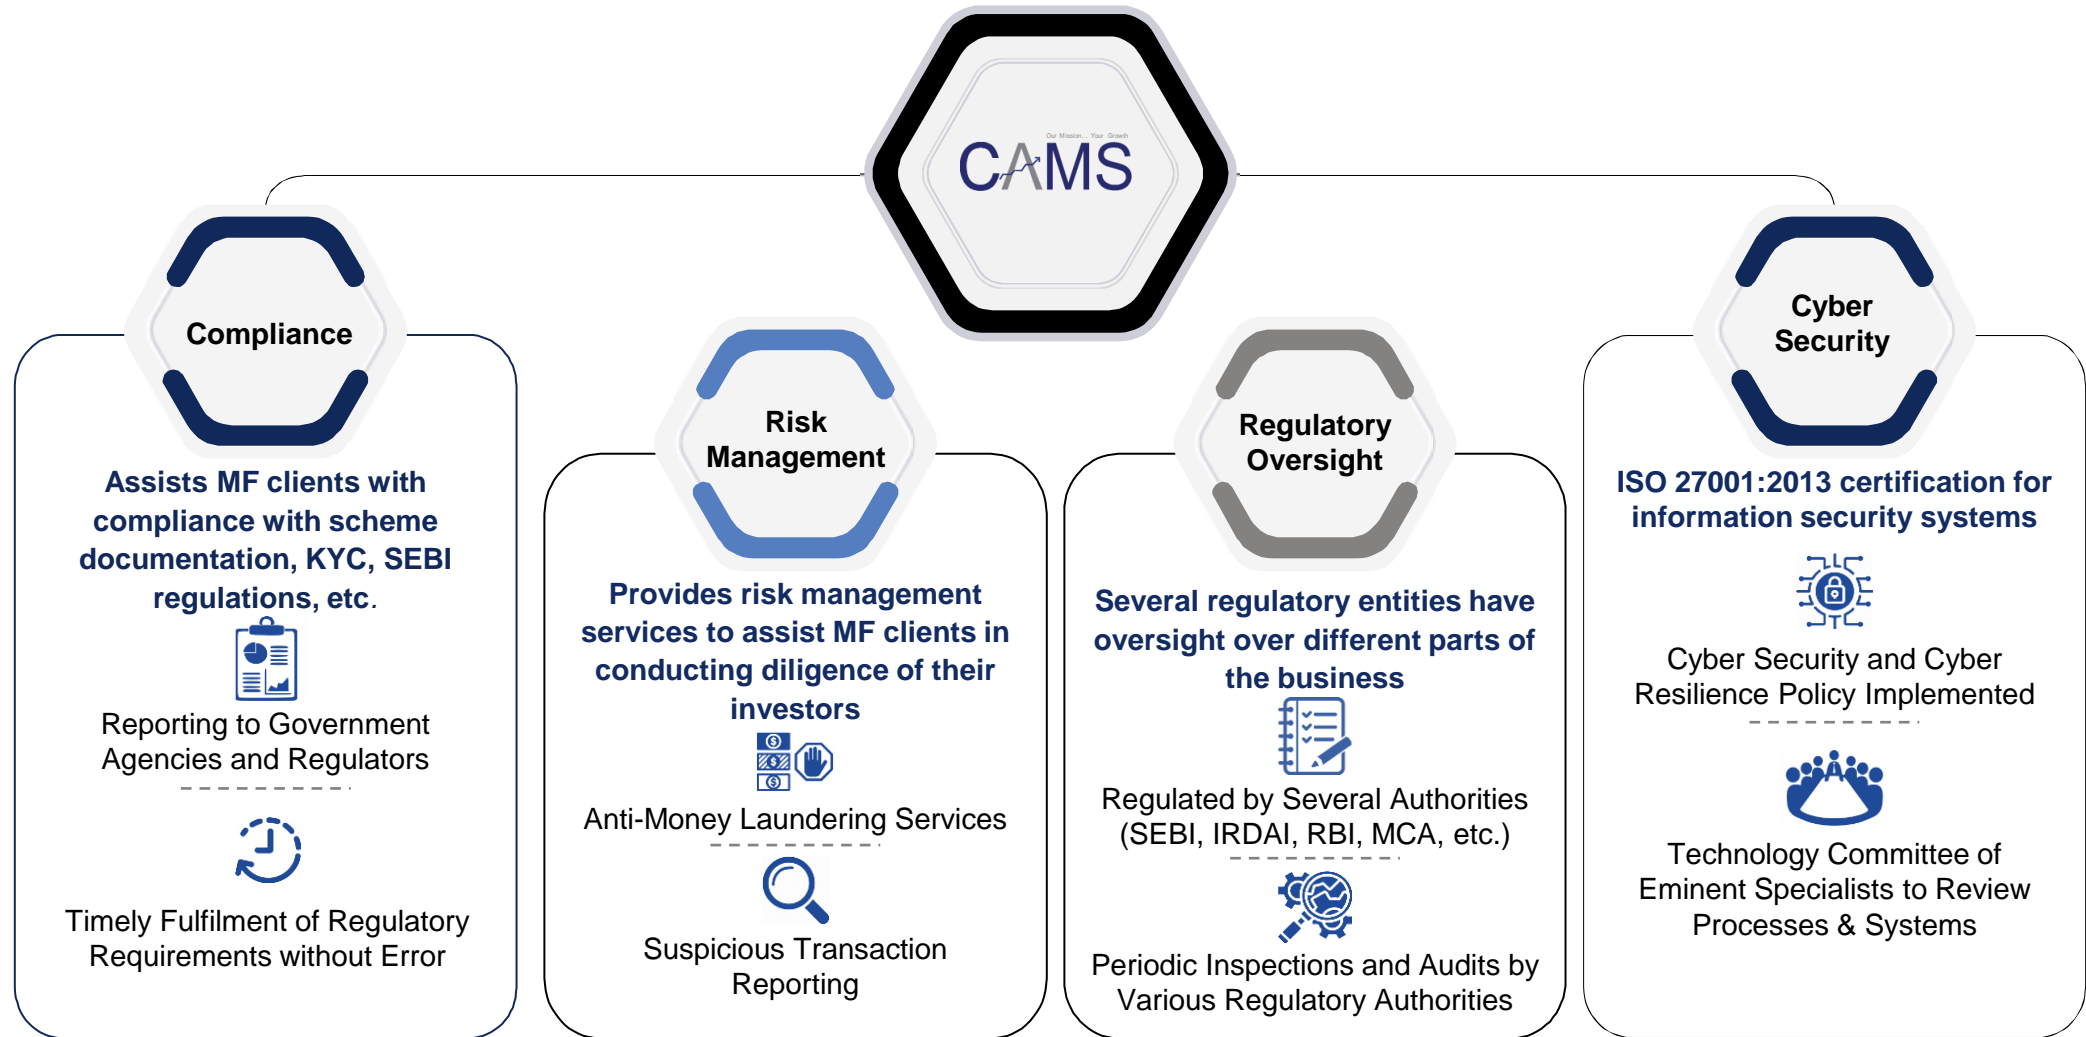 Our Mission... Your Growth
CAMS
Compliance
Assists MF clients with
compliance with scheme
documentation, KYC, SEBI
regulations, etc.
Reporting to Government
Agencies and Regulators
Timely Fulfilment of Regulatory
Requirements without Error
Risk
Management
Provides risk management
services to assist MF clients in
conducting diligence of their
investors
Anti-Money Laundering Services
Suspicious Transaction
Reporting
Regulatory
Oversight
Several regulatory entities have
oversight over different parts of
the business
Regulated by Several Authorities
(SEBI, IRDAI, RBI, MCA, etc.)
Periodic Inspections and Audits by
Various Regulatory Authorities
Cyber
Security
ISO 27001:2013 certification for
information security systems
Cyber Security and Cyber
Resilience Policy Implemented
Technology Committee of
Eminent Specialists to Review
Processes & Systems